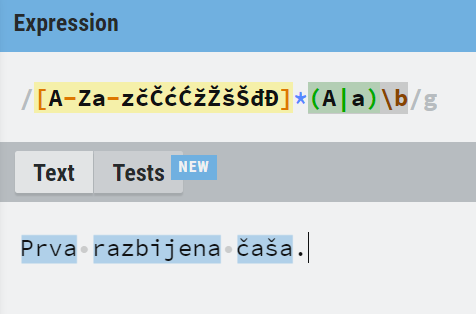 Expression
/[A-Za-zčČćĆžŽšŠđĐ]*(A|a)\b/g
Text Tests NEW
Prva razbijena čaša.